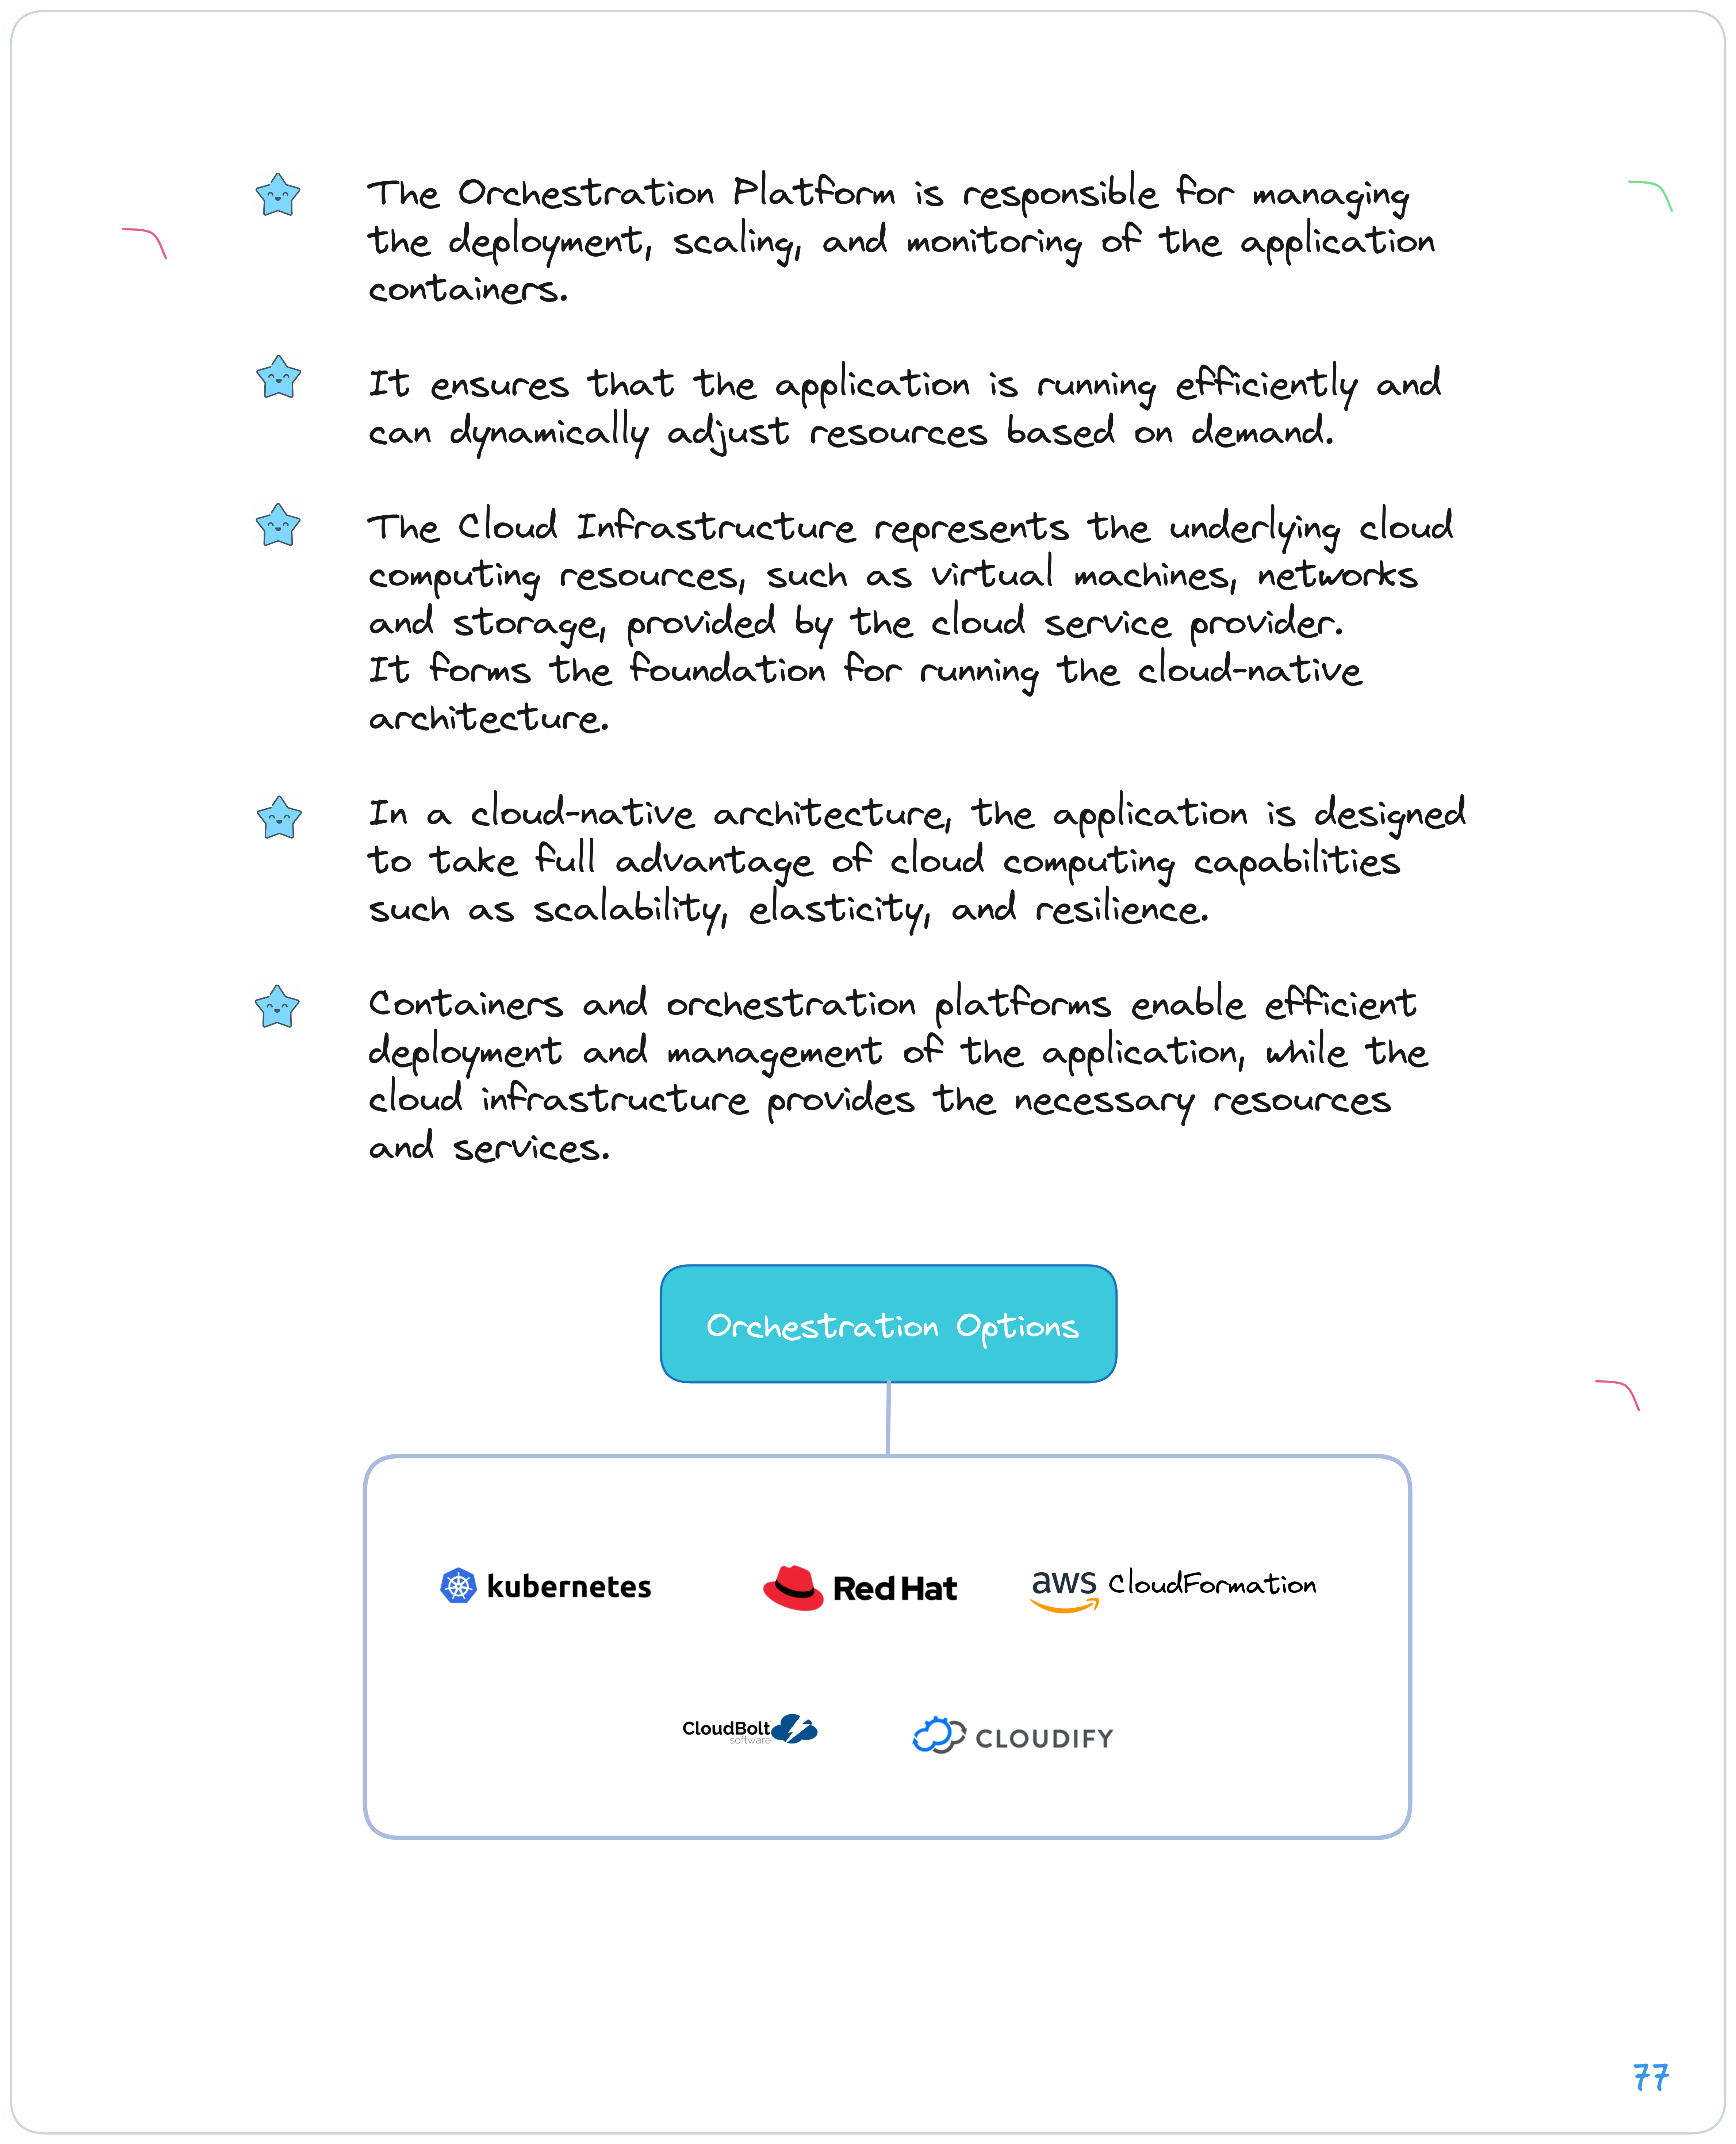 The Orchestration Platform is responsible for managing
the deployment, scaling, and monitoring of the application
containers.
It ensures that the application is running efficiently and
can dynamically adjust resources based on demand.
The Cloud Infrastructure represents the underlying cloud
computing resources, such as virtual machines, networks
and storage, provided by the cloud service provider.
It forms the foundation for running the cloud-native
architecture.
In a cloud-native architecture, the application is designed
to take full advantage of cloud computing capabilities
such as scalability, elasticity, and resilience.
Containers and orchestration platforms enable efficient
deployment and management of the application, while the
cloud infrastructure provides the necessary resources
and services.
Orchestration Options
kubernetes
Red Hat
aws CloudFormation
CloudBolt
software
CLOUDIFY
77